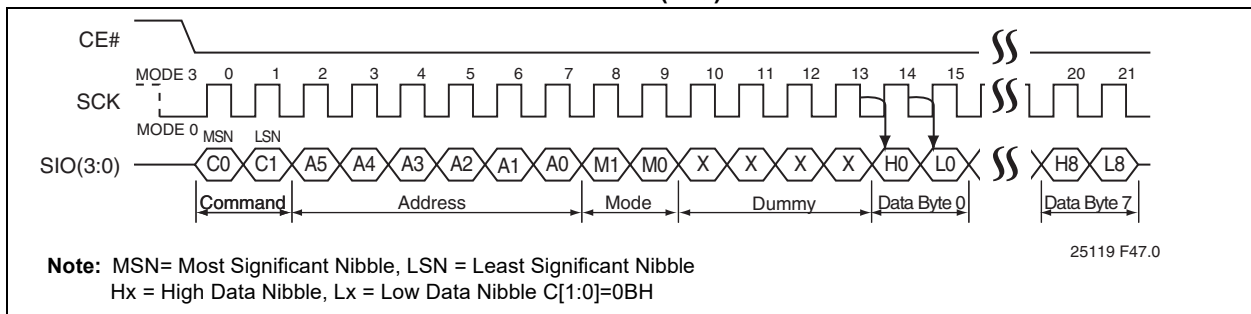 CE#
MODE 3 0 1 2 3 4 5 6 7 8 9 10 11 12 13 14 15 20 21
SCK
MODE 0 MSN LSN
SIO(3:0) C0 C1 A5 A4 A3 A2 A1 A0 M1 M0 X X X X H0 L0 H8 L8
Command Address Mode Dummy Data Byte 0 Data Byte 7
25119 F47.0
Note: MSN= Most Significant Nibble, LSN = Least Significant Nibble
Hx = High Data Nibble, Lx = Low Data Nibble C[1:0]=0BH